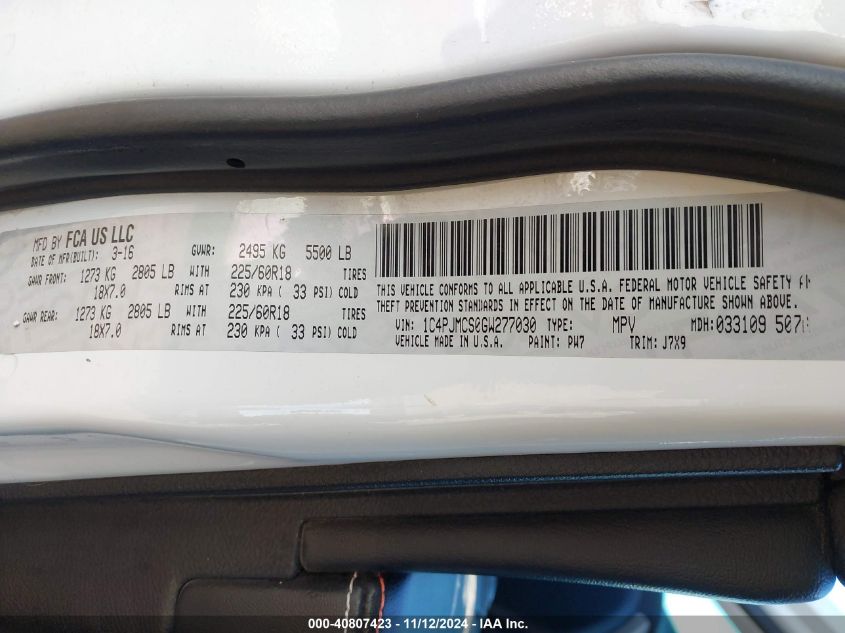 MFD BY FCA US LLC
DATE OF MFR(BUILT): 3-16 GVWR: 2495 KG 5500 LB
GAWR FRONT: 1273 KG 2805 LB WITH 225/60R18 TIRES
18X7.0 RIMS AT 230 KPA ( 33 PSI) COLD
GAWR REAR: 1273 KG 2805 LB WITH 225/60R18 TIRES
18X7.0 RIMS AT 230 KPA ( 33 PSI) COLD
THIS VEHICLE CONFORMS TO ALL APPLICABLE U.S.A. FEDERAL MOTOR VEHICLE SAFETY
THEFT PREVENTION STANDARDS IN EFFECT ON THE DATE OF MANUFACTURE SHOWN ABOVE.
VIN: 1C4PJMCS0GW277030 TYPE: MPV MDH:033109
VEHICLE MADE IN U.S.A. PAINT: PW7 TRIM: J7X9
000-40807423 - 11/12/2024 - IAA Inc.